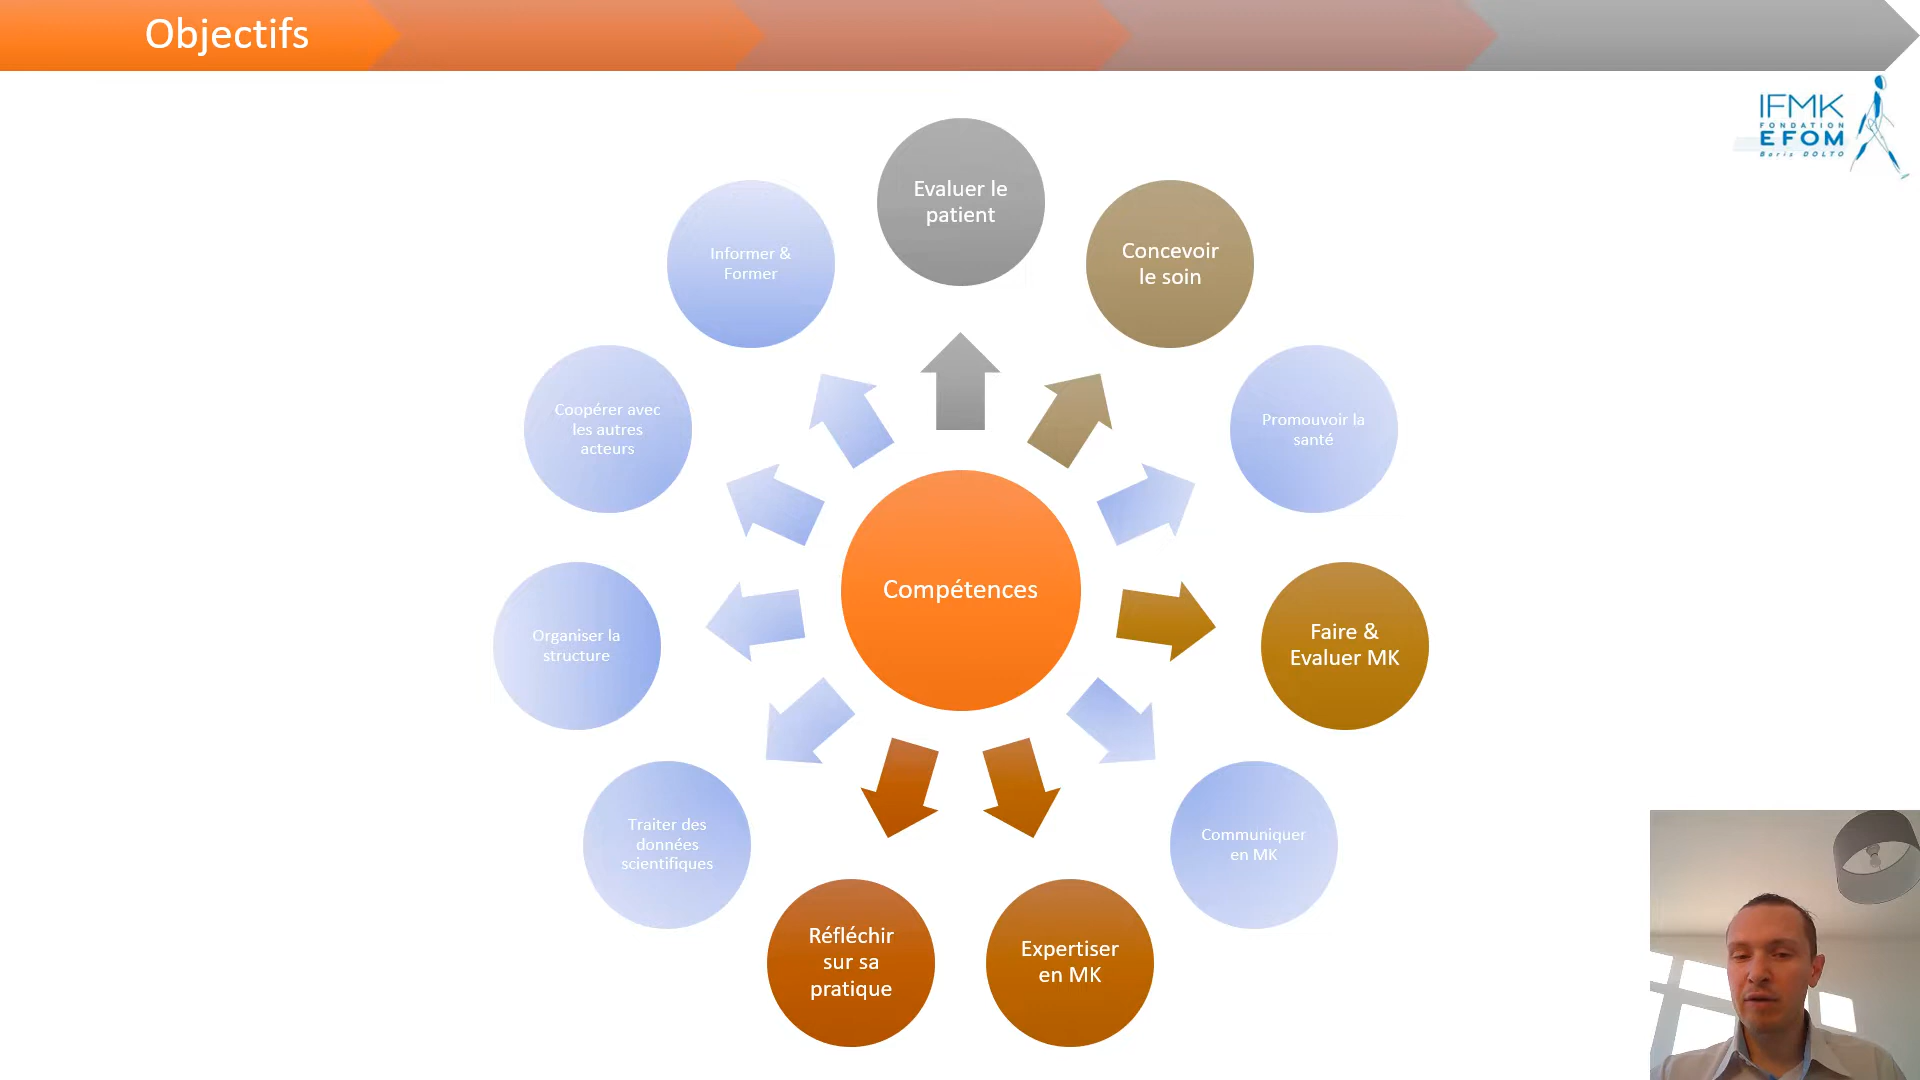 Objectifs
IFMK
FONDATION
EFOM
Boris DOLTO
Evaluer le
patient
Concevoir
le soin
Promouvoir la
santé
Faire &
Evaluer MK
Communiquer
en MK
Expertiser
en MK
Réfléchir
sur sa
pratique
Traiter des
données
scientifiques
Organiser la
structure
Coopérer avec
les autres
acteurs
Informer &
Former
Compétences